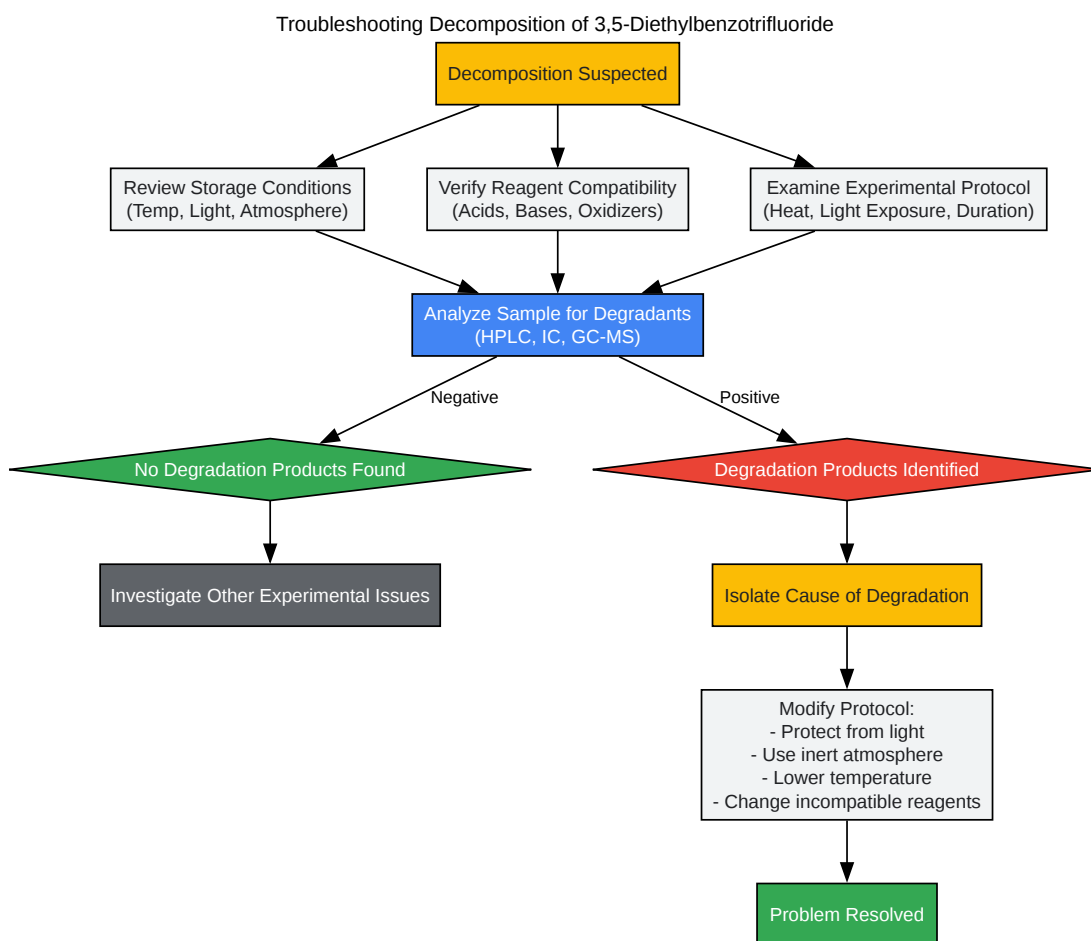 Troubleshooting Decomposition of 3,5-Diethylbenzotrifluoride
Decomposition Suspected
Review Storage Conditions
(Temp, Light, Atmosphere)
Verify Reagent Compatibility
(Acids, Bases, Oxidizers)
Examine Experimental Protocol
(Heat, Light Exposure, Duration)
Analyze Sample for Degradants
(HPLC, IC, GC-MS)
Negative
Positive
No Degradation Products Found
Degradation Products Identified
Investigate Other Experimental Issues
Isolate Cause of Degradation
Modify Protocol:
- Protect from light
- Use inert atmosphere
- Lower temperature
- Change incompatible reagents
Problem Resolved